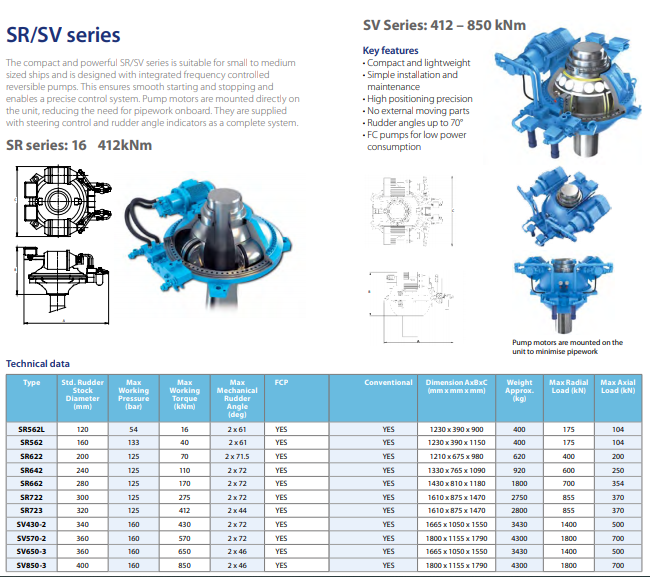 SR/SV series
The compact and powerful SR/SV series is suitable for small to medium
sized ships and is designed with integrated frequency controlled
reversible pumps. This ensures smooth starting and stopping and
enables a precise control system. Pump motors are mounted directly on
the unit, reducing the need for pipework onboard. They are supplied
with steering control and rudder angle indicators as a complete system.
SR series: 16 412kNm
SV Series: 412 – 850 kNm
Key features
• Compact and lightweight
• Simple installation and
maintenance
• High positioning precision
• No external moving parts
• Rudder angles up to 70°
• FC pumps for low power
consumption
Pump motors are mounted on the
unit to minimise pipework
Technical data
Type Std. Rudder Stock Diameter (mm) Max Working Pressure (bar) Max Working Torque (kNm) Max Mechanical Rudder Angle (deg) FCP Conventional Dimension AxBxC (mm x mm x mm) Weight Approx. (kg) Max Radial Load (kN) Max Axial Load (kN)
SR562L 120 54 16 2 x 61 YES YES 1230 x 390 x 900 400 175 104
SR562 160 133 40 2 x 61 YES YES 1230 x 390 x 1150 400 175 104
SR622 200 125 70 2 x 71.5 YES YES 1210 x 675 x 980 620 400 200
SR642 240 125 110 2 x 72 YES YES 1330 x 765 x 1090 920 600 250
SR662 280 125 170 2 x 72 YES YES 1430 x 810 x 1180 1800 700 354
SR722 300 125 275 2 x 72 YES YES 1610 x 875 x 1470 2750 855 370
SR723 320 125 412 2 x 44 YES YES 1610 x 875 x 1470 2800 855 370
SV430-2 340 160 430 2 x 72 YES YES 1665 x 1050 x 1550 3430 1400 500
SV570-2 360 160 570 2 x 72 YES YES 1800 x 1155 x 1790 4300 1800 700
SV650-3 360 160 650 2 x 46 YES YES 1665 x 1050 x 1550 3430 1400 500
SV850-3 400 160 850 2 x 46 YES YES 1800 x 1155 x 1790 4300 1800 700